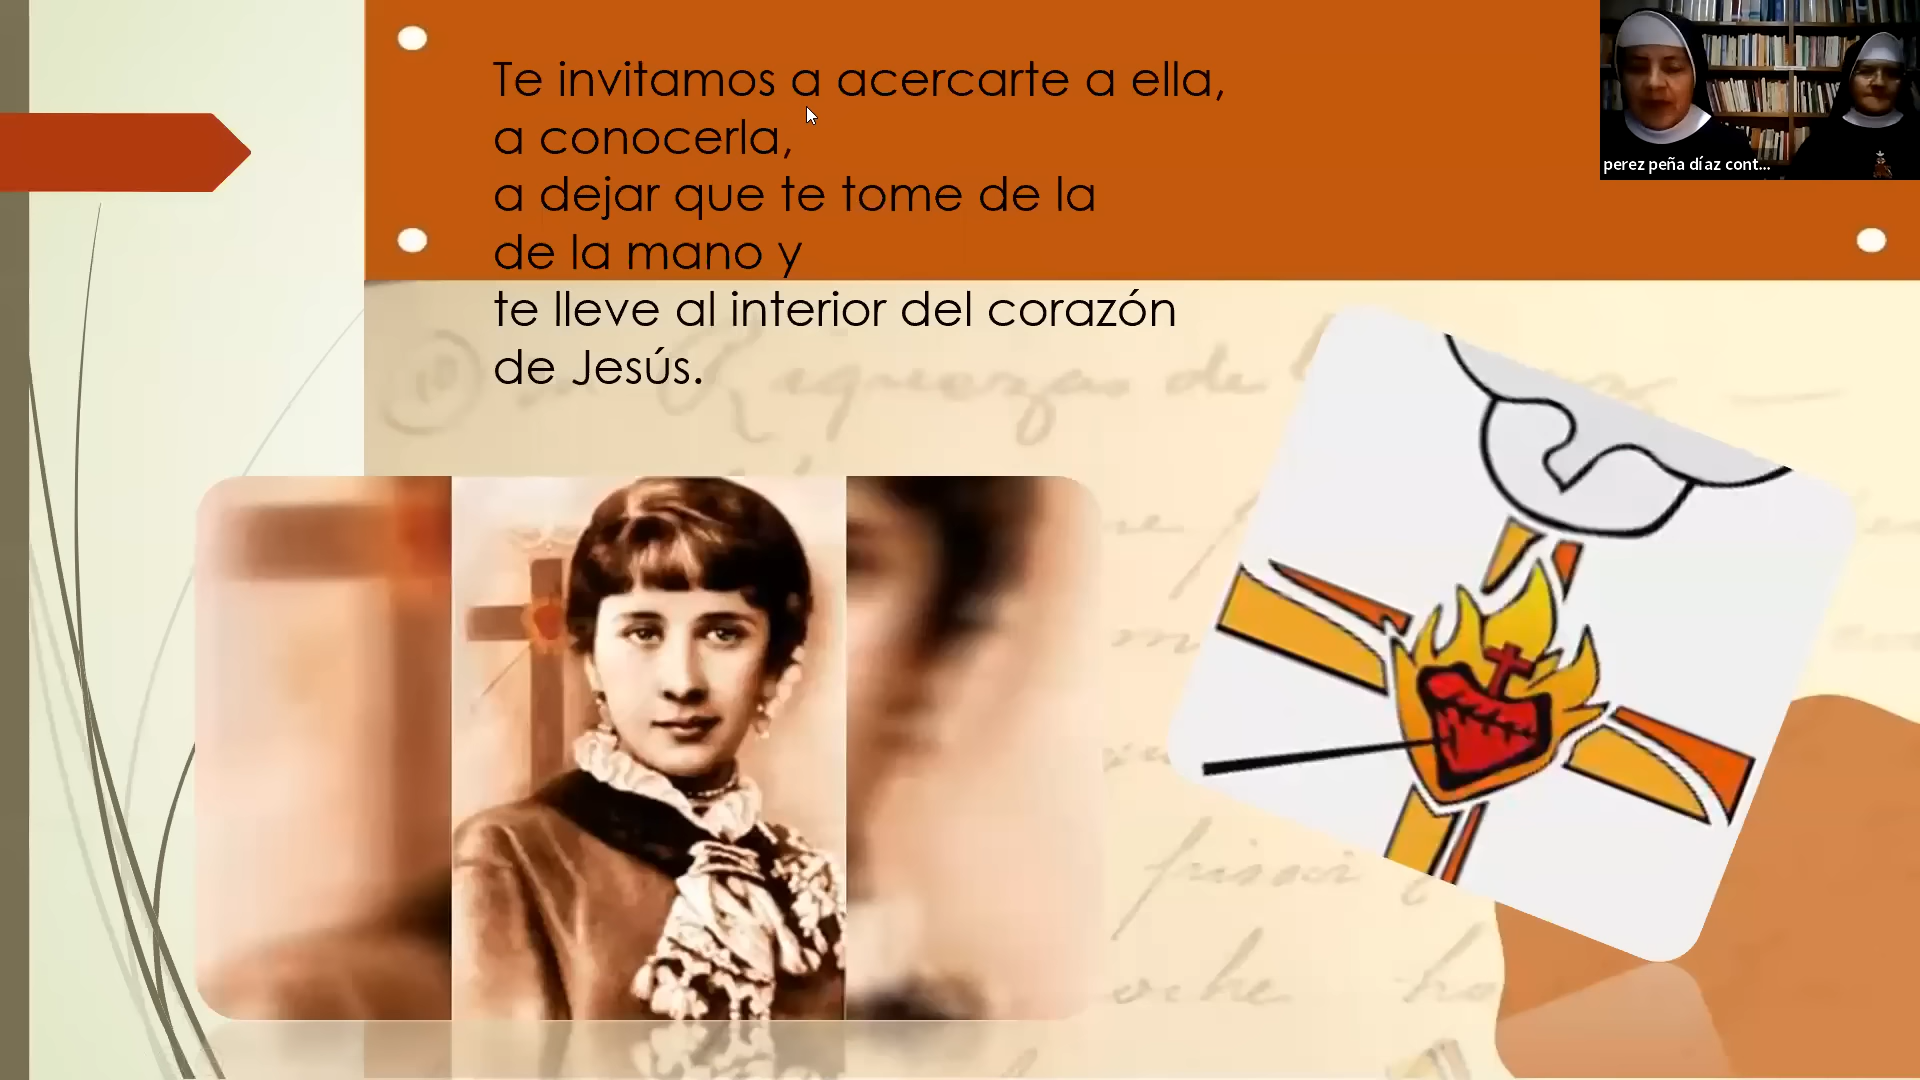 Te invitamos a acercarte a ella,
a conocerla,
a dejar que te tome de la
de la mano y
te lleve al interior del corazón
de Jesús.
perez peña díaz cont...